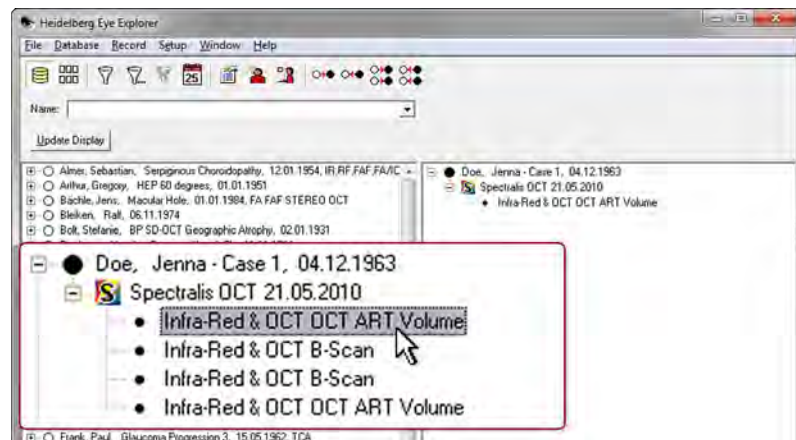 Heidelberg Eye Explorer
File Database Record Setup Window Help
25
Name:
Update Display
Almer, Sebastian, Serpiginous Choroidopathy, 12.01.1954, IR,RF,FAF,FA/IC
Arthur, Gregory, HEP 60 degrees, 01.01.1951
Bächle, Jens, Macular Hole, 01.01.1984, FA FAF STEREO OCT
Bleiken, Ralf, 06.11.1974
Bolt, Stefanie, BP SD-OCT Geographic Atrophy, 02.01.1931
Doe, Jenna - Case 1, 04.12.1963
Spectralis OCT 21.05.2010
Infra-Red & OCT OCT ART Volume
Doe, Jenna - Case 1, 04.12.1963
Spectralis OCT 21.05.2010
Infra-Red & OCT OCT ART Volume
Infra-Red & OCT B-Scan
Infra-Red & OCT B-Scan
Infra-Red & OCT OCT ART Volume
Frank, Paul, Glaucoma Progression 3, 15.05.1962, TCA